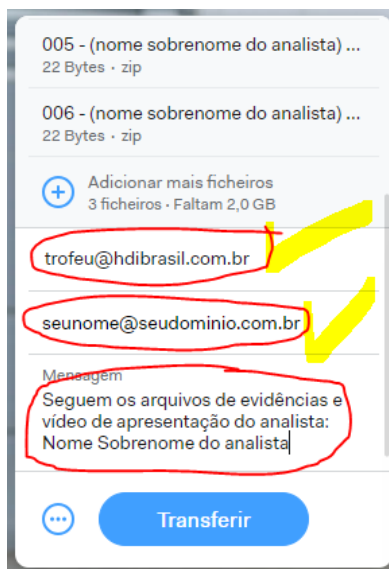 005 - (nome sobrenome do analista) ...
22 Bytes · zip
006 - (nome sobrenome do analista) ...
22 Bytes · zip
Adicionar mais ficheiros
3 ficheiros · Faltam 2,0 GB
trofeu@hdibrasil.com.br
seunome@seudominio.com.br
Mensagem
Seguem os arquivos de evidências e
vídeo de apresentação do analista:
Nome Sobrenome do analista
Transferir